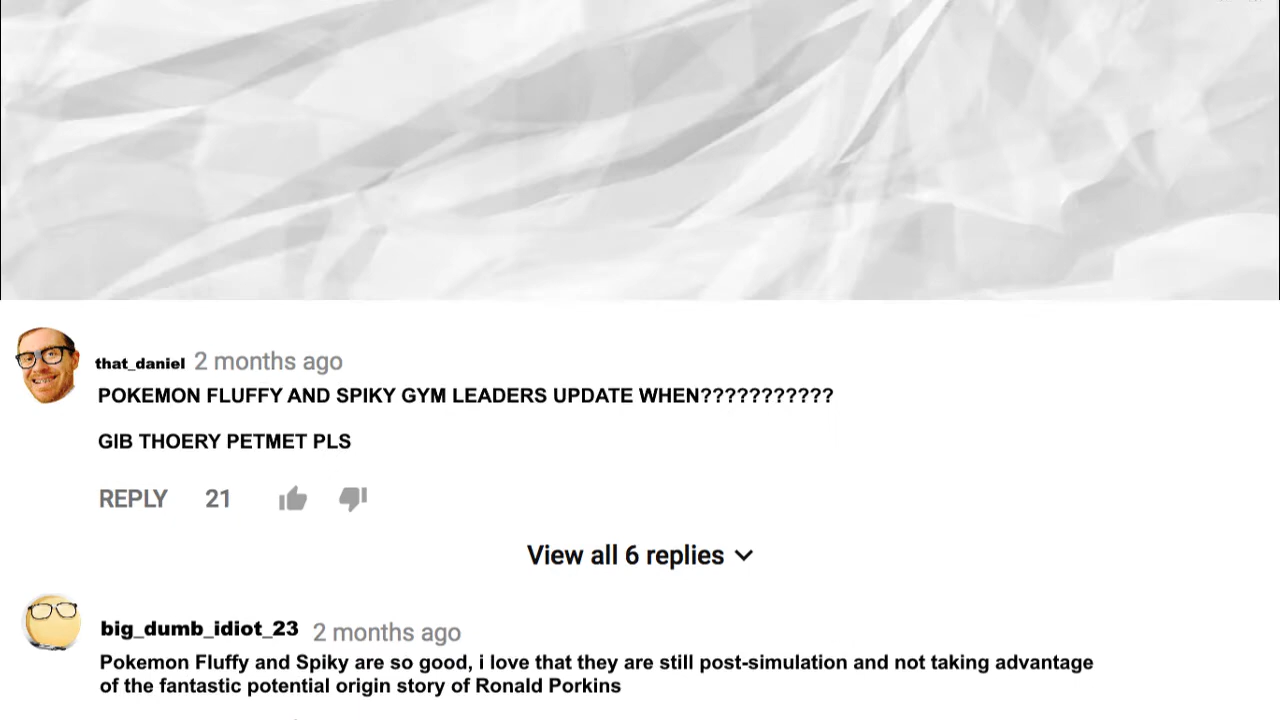 that_daniel 2 months ago
POKEMON FLUFFY AND SPIKY GYM LEADERS UPDATE WHEN???????????
GIB THOERY PETMET PLS
REPLY 21
View all 6 replies
big_dumb_idiot_23 2 months ago
Pokemon Fluffy and Spiky are so good, i love that they are still post-simulation and not taking advantage
of the fantastic potential origin story of Ronald Porkins